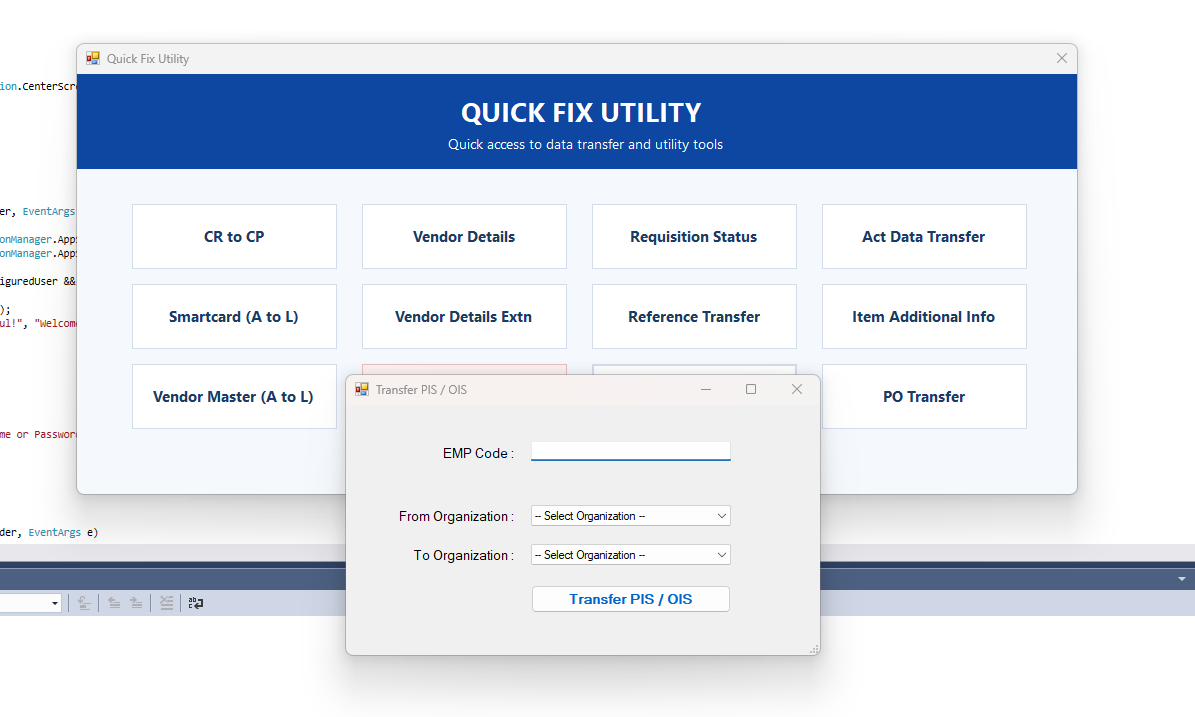 Quick Fix Utility
ion.CenterScre
QUICK FIX UTILITY
Quick access to data transfer and utility tools
er, EventArgs
CR to CP
Vendor Details
Requisition Status
Act Data Transfer
onManager.App
onManager.App
iguredUser &&
);
ul!", "Welcome
Smartcard (A to L)
Vendor Details Extn
Reference Transfer
Item Additional Info
Vendor Master (A to L)
PO Transfer
Transfer PIS / OIS
me or Password
EMP Code :
From Organization :
-- Select Organization --
der, EventArgs e)
To Organization :
-- Select Organization --
Transfer PIS / OIS